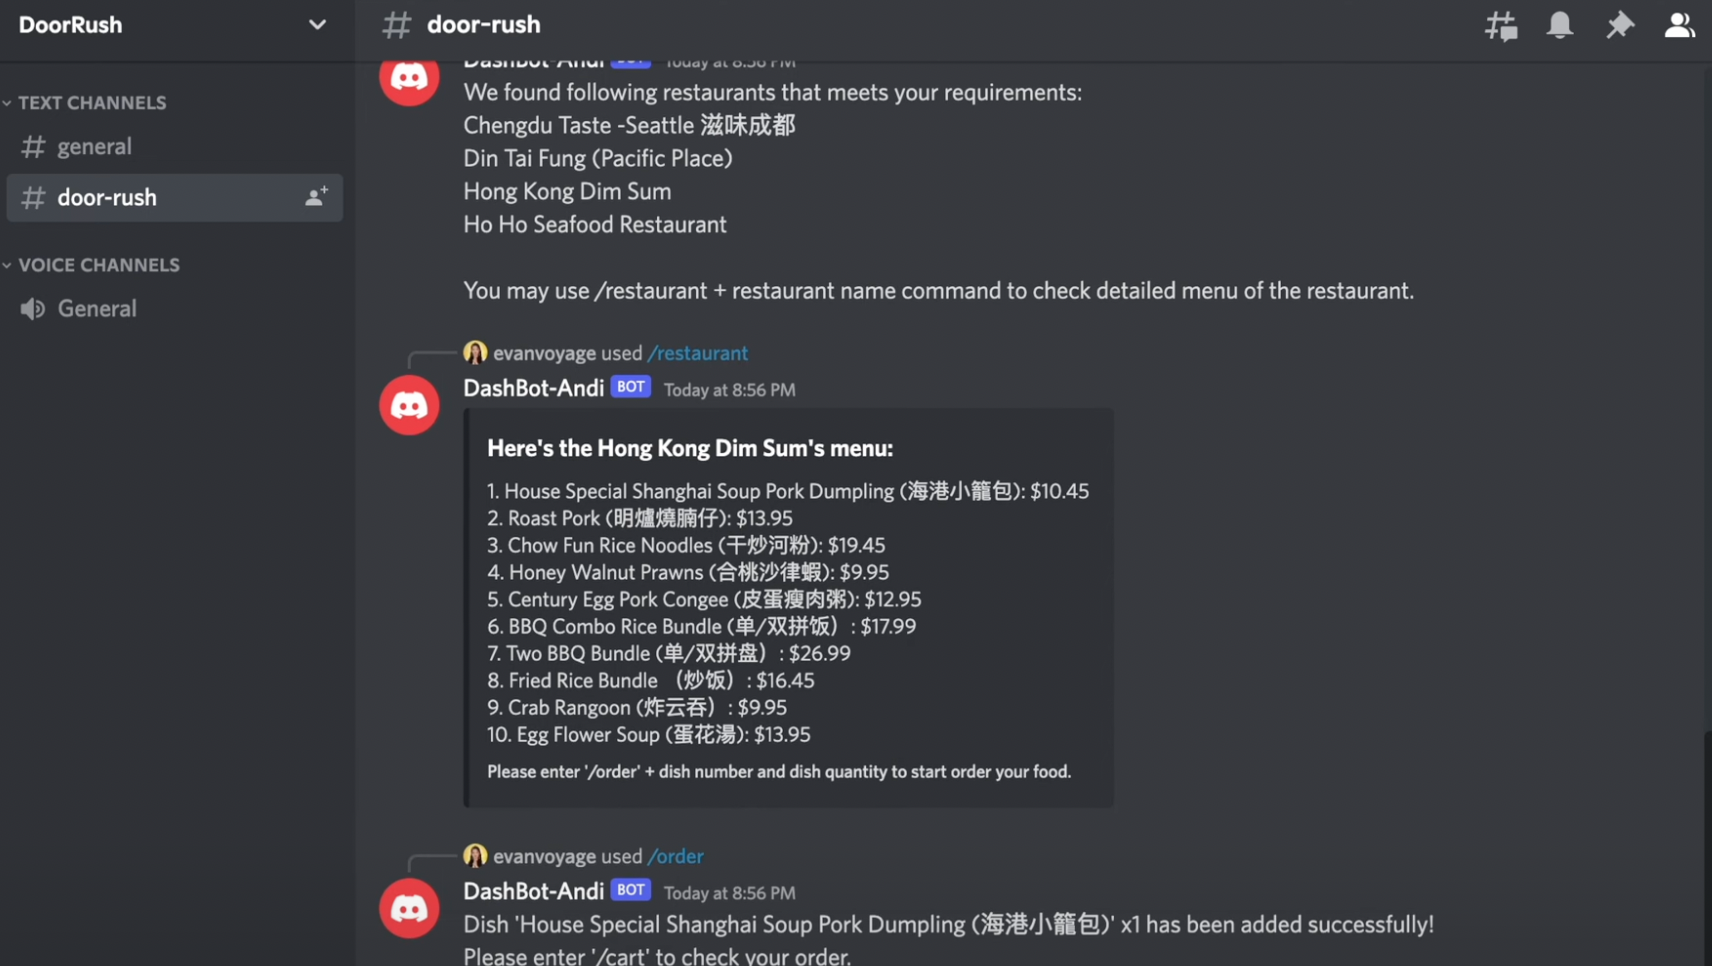 DoorRush
TEXT CHANNELS
# general
# door-rush
VOICE CHANNELS
General
# door-rush
DashBot-Andi BOT Today at 8:56 PM
We found following restaurants that meets your requirements:
Chengdu Taste -Seattle 滋味成都
Din Tai Fung (Pacific Place)
Hong Kong Dim Sum
Ho Ho Seafood Restaurant
You may use /restaurant + restaurant name command to check detailed menu of the restaurant.
evanvoyage used /restaurant
DashBot-Andi BOT Today at 8:56 PM
Here's the Hong Kong Dim Sum's menu:
1. House Special Shanghai Soup Pork Dumpling (海港小籠包): $10.45
2. Roast Pork (明爐燒腩仔): $13.95
3. Chow Fun Rice Noodles (干炒河粉): $19.45
4. Honey Walnut Prawns (合桃沙律蝦): $9.95
5. Century Egg Pork Congee (皮蛋瘦肉粥): $12.95
6. BBQ Combo Rice Bundle (单/双拼饭）: $17.99
7. Two BBQ Bundle (单/双拼盘）: $26.99
8. Fried Rice Bundle （炒饭）: $16.45
9. Crab Rangoon (炸云吞）: $9.95
10. Egg Flower Soup (蛋花湯): $13.95
Please enter '/order' + dish number and dish quantity to start order your food.
evanvoyage used /order
DashBot-Andi BOT Today at 8:56 PM
Dish 'House Special Shanghai Soup Pork Dumpling (海港小籠包)' x1 has been added successfully!
Please enter '/cart' to check your order.